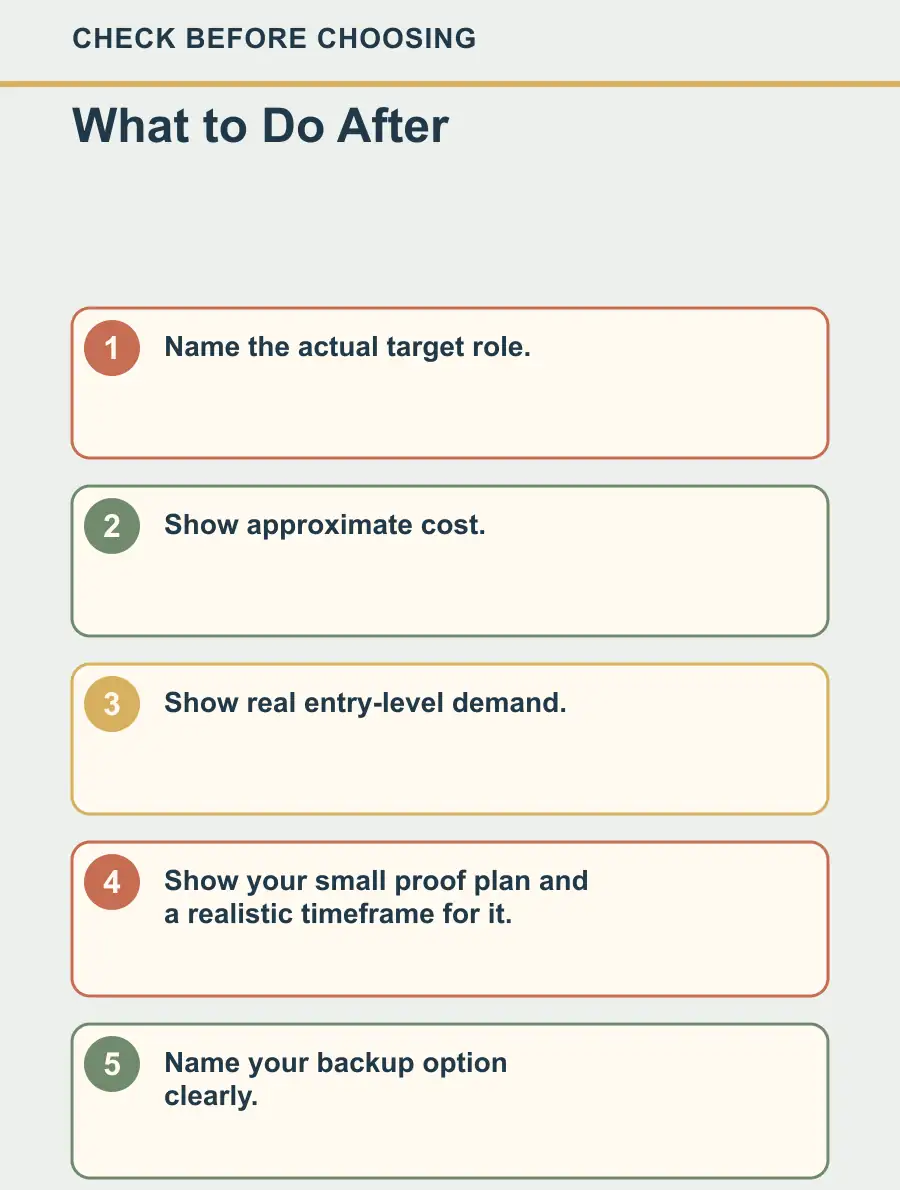 CHECK BEFORE CHOOSING
What to Do After
1 Name the actual target role.
2 Show approximate cost.
3 Show real entry-level demand.
4 Show your small proof plan and
a realistic timeframe for it.
5 Name your backup option
clearly.